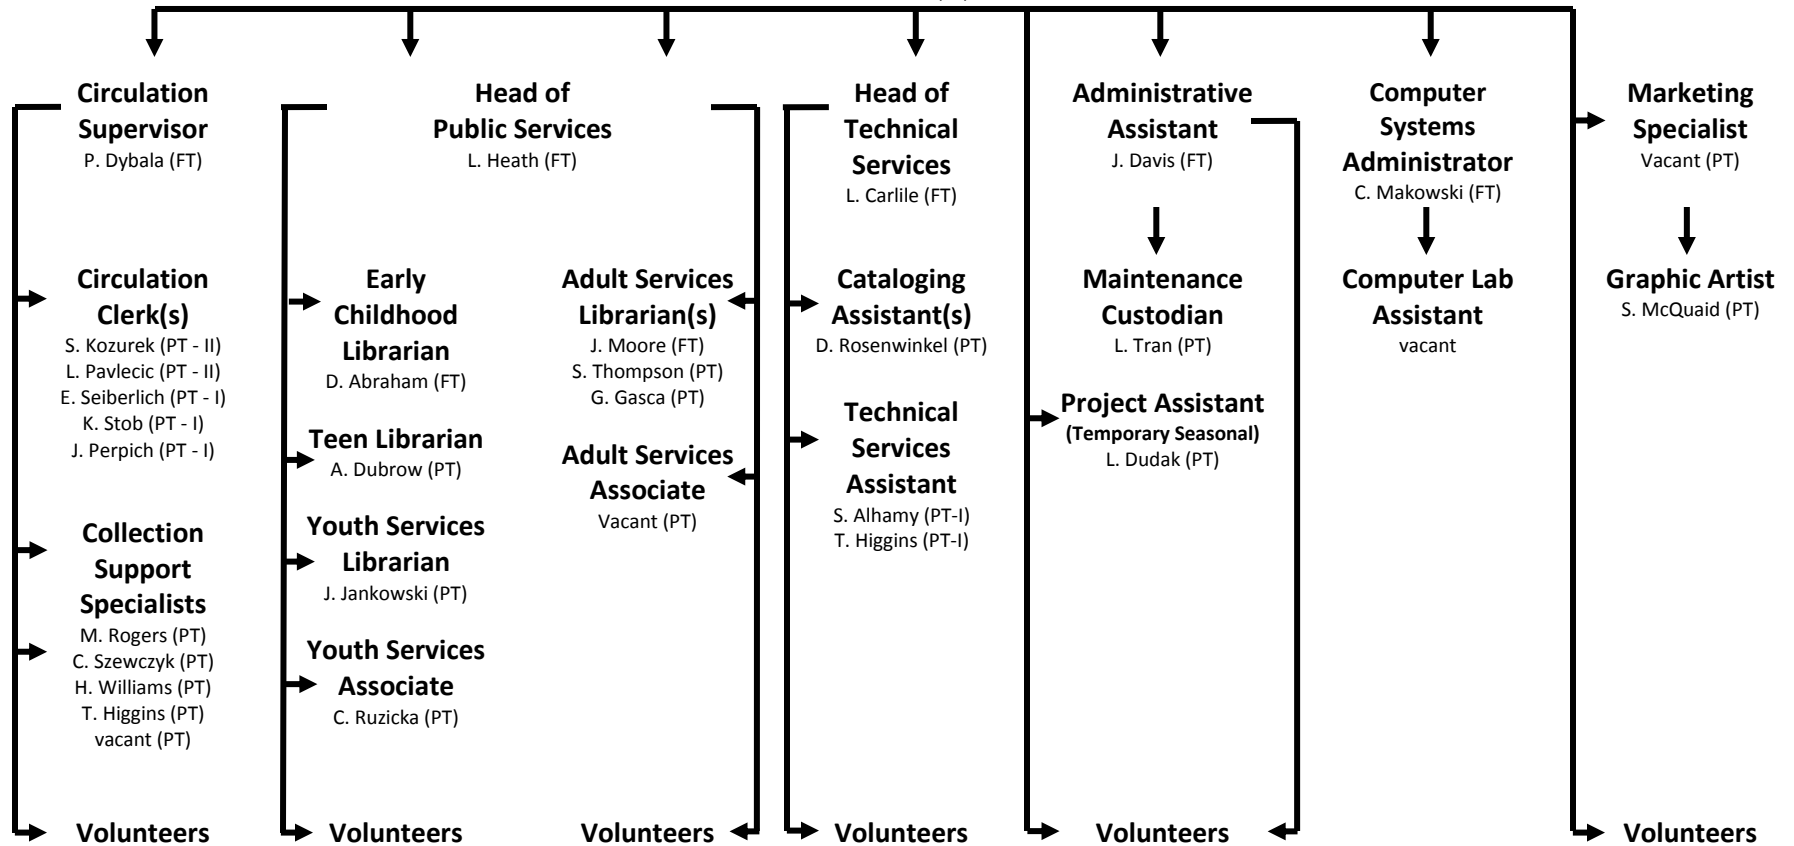 Circulation
Supervisor
P. Dybala (FT)
Head of
Public Services
L. Heath (FT)
Head of
Technical
Services
L. Carlile (FT)
Administrative
Assistant
J. Davis (FT)
Computer
Systems
Administrator
C. Makowski (FT)
Marketing
Specialist
Vacant (PT)
Circulation
Clerk(s)
S. Kozurek (PT - II)
L. Pavlecic (PT - II)
E. Seiberlich (PT - I)
K. Stob (PT - I)
J. Perpich (PT - I)
Collection
Support
Specialists
M. Rogers (PT)
C. Szewczyk (PT)
H. Williams (PT)
T. Higgins (PT)
vacant (PT)
Early
Childhood
Librarian
D. Abraham (FT)
Teen Librarian
A. Dubrow (PT)
Youth Services
Librarian
J. Jankowski (PT)
Youth Services
Associate
C. Ruzicka (PT)
Adult Services
Librarian(s)
J. Moore (FT)
S. Thompson (PT)
G. Gasca (PT)
Adult Services
Associate
Vacant (PT)
Cataloging
Assistant(s)
D. Rosenwinkel (PT)
Technical
Services
Assistant
S. Alhamy (PT-I)
T. Higgins (PT-I)
Maintenance
Custodian
L. Tran (PT)
Project Assistant
(Temporary Seasonal)
L. Dudak (PT)
Computer Lab
Assistant
vacant
Graphic Artist
S. McQuaid (PT)
Volunteers
Volunteers
Volunteers
Volunteers
Volunteers
Volunteers